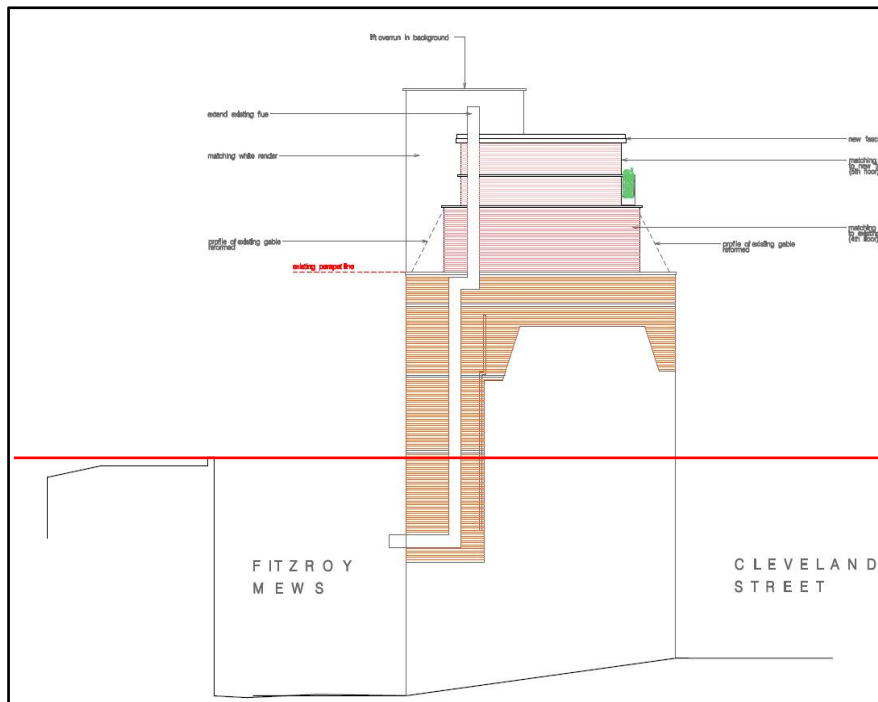 lift overrun in background
extend existing flue
new fasc
matching white render
matching
to new
(5th floor)
matching
to existing
(4th floor)
profile of existing gable
reformed
profile of existing gable
reformed
existing parapet line
FITZROY
MEWS
CLEVELAND
STREET